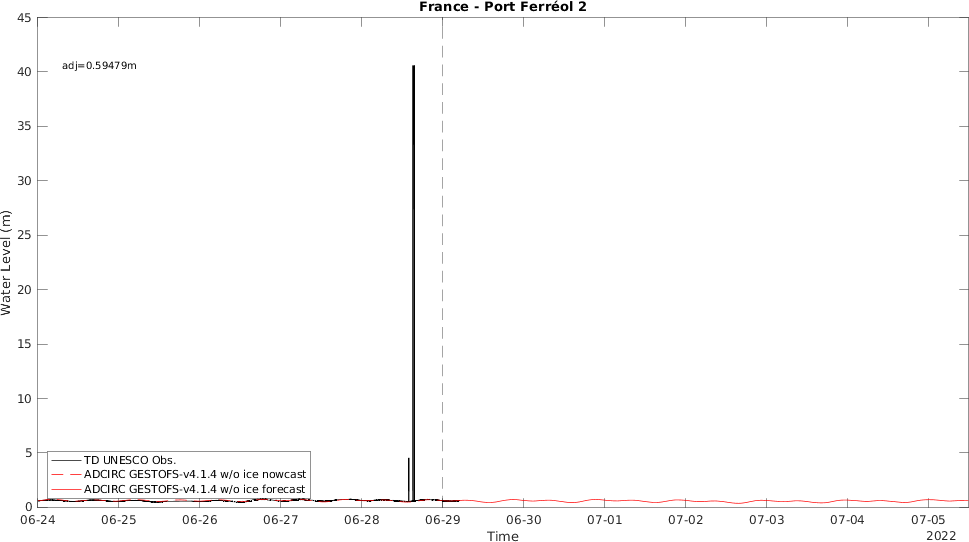 France - Port Ferréol 2
45
40
35
30
25
20
15
10
5
0
Water Level (m)
adj=0.59479m
TD UNESCO Obs.
ADCIRC GESTOFS-v4.1.4 w/o ice nowcast
ADCIRC GESTOFS-v4.1.4 w/o ice forecast
06-24 06-25 06-26 06-27 06-28 06-29 06-30 07-01 07-02 07-03 07-04 07-05
2022
Time